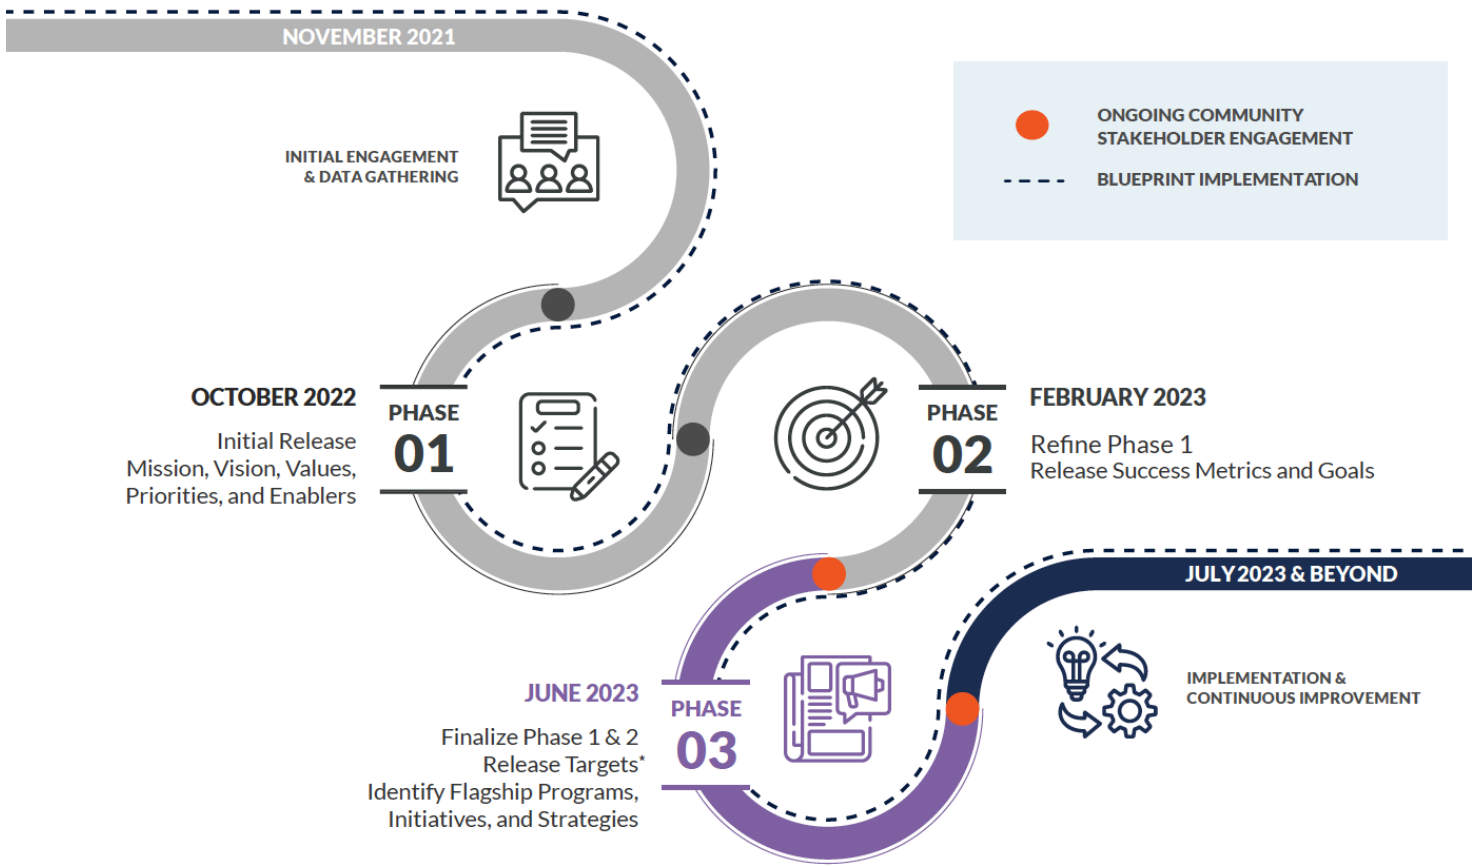 NOVEMBER 2021
INITIAL ENGAGEMENT
& DATA GATHERING
ONGOING COMMUNITY
STAKEHOLDER ENGAGEMENT
BLUEPRINT IMPLEMENTATION
OCTOBER 2022
Initial Release
Mission, Vision, Values,
Priorities, and Enablers
PHASE
01
PHASE
02
FEBRUARY 2023
Refine Phase 1
Release Success Metrics and Goals
JULY 2023 & BEYOND
IMPLEMENTATION &
CONTINUOUS IMPROVEMENT
JUNE 2023
Finalize Phase 1 & 2
Release Targets*
Identify Flagship Programs,
Initiatives, and Strategies
PHASE
03